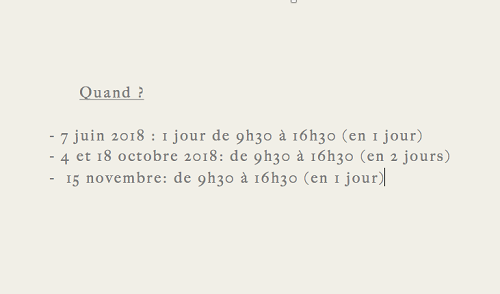 Quand ?
- 7 juin 2018 : 1 jour de 9h30 à 16h30 (en 1 jour)
- 4 et 18 octobre 2018: de 9h30 à 16h30 (en 2 jours)
- 15 novembre: de 9h30 à 16h30 (en 1 jour)